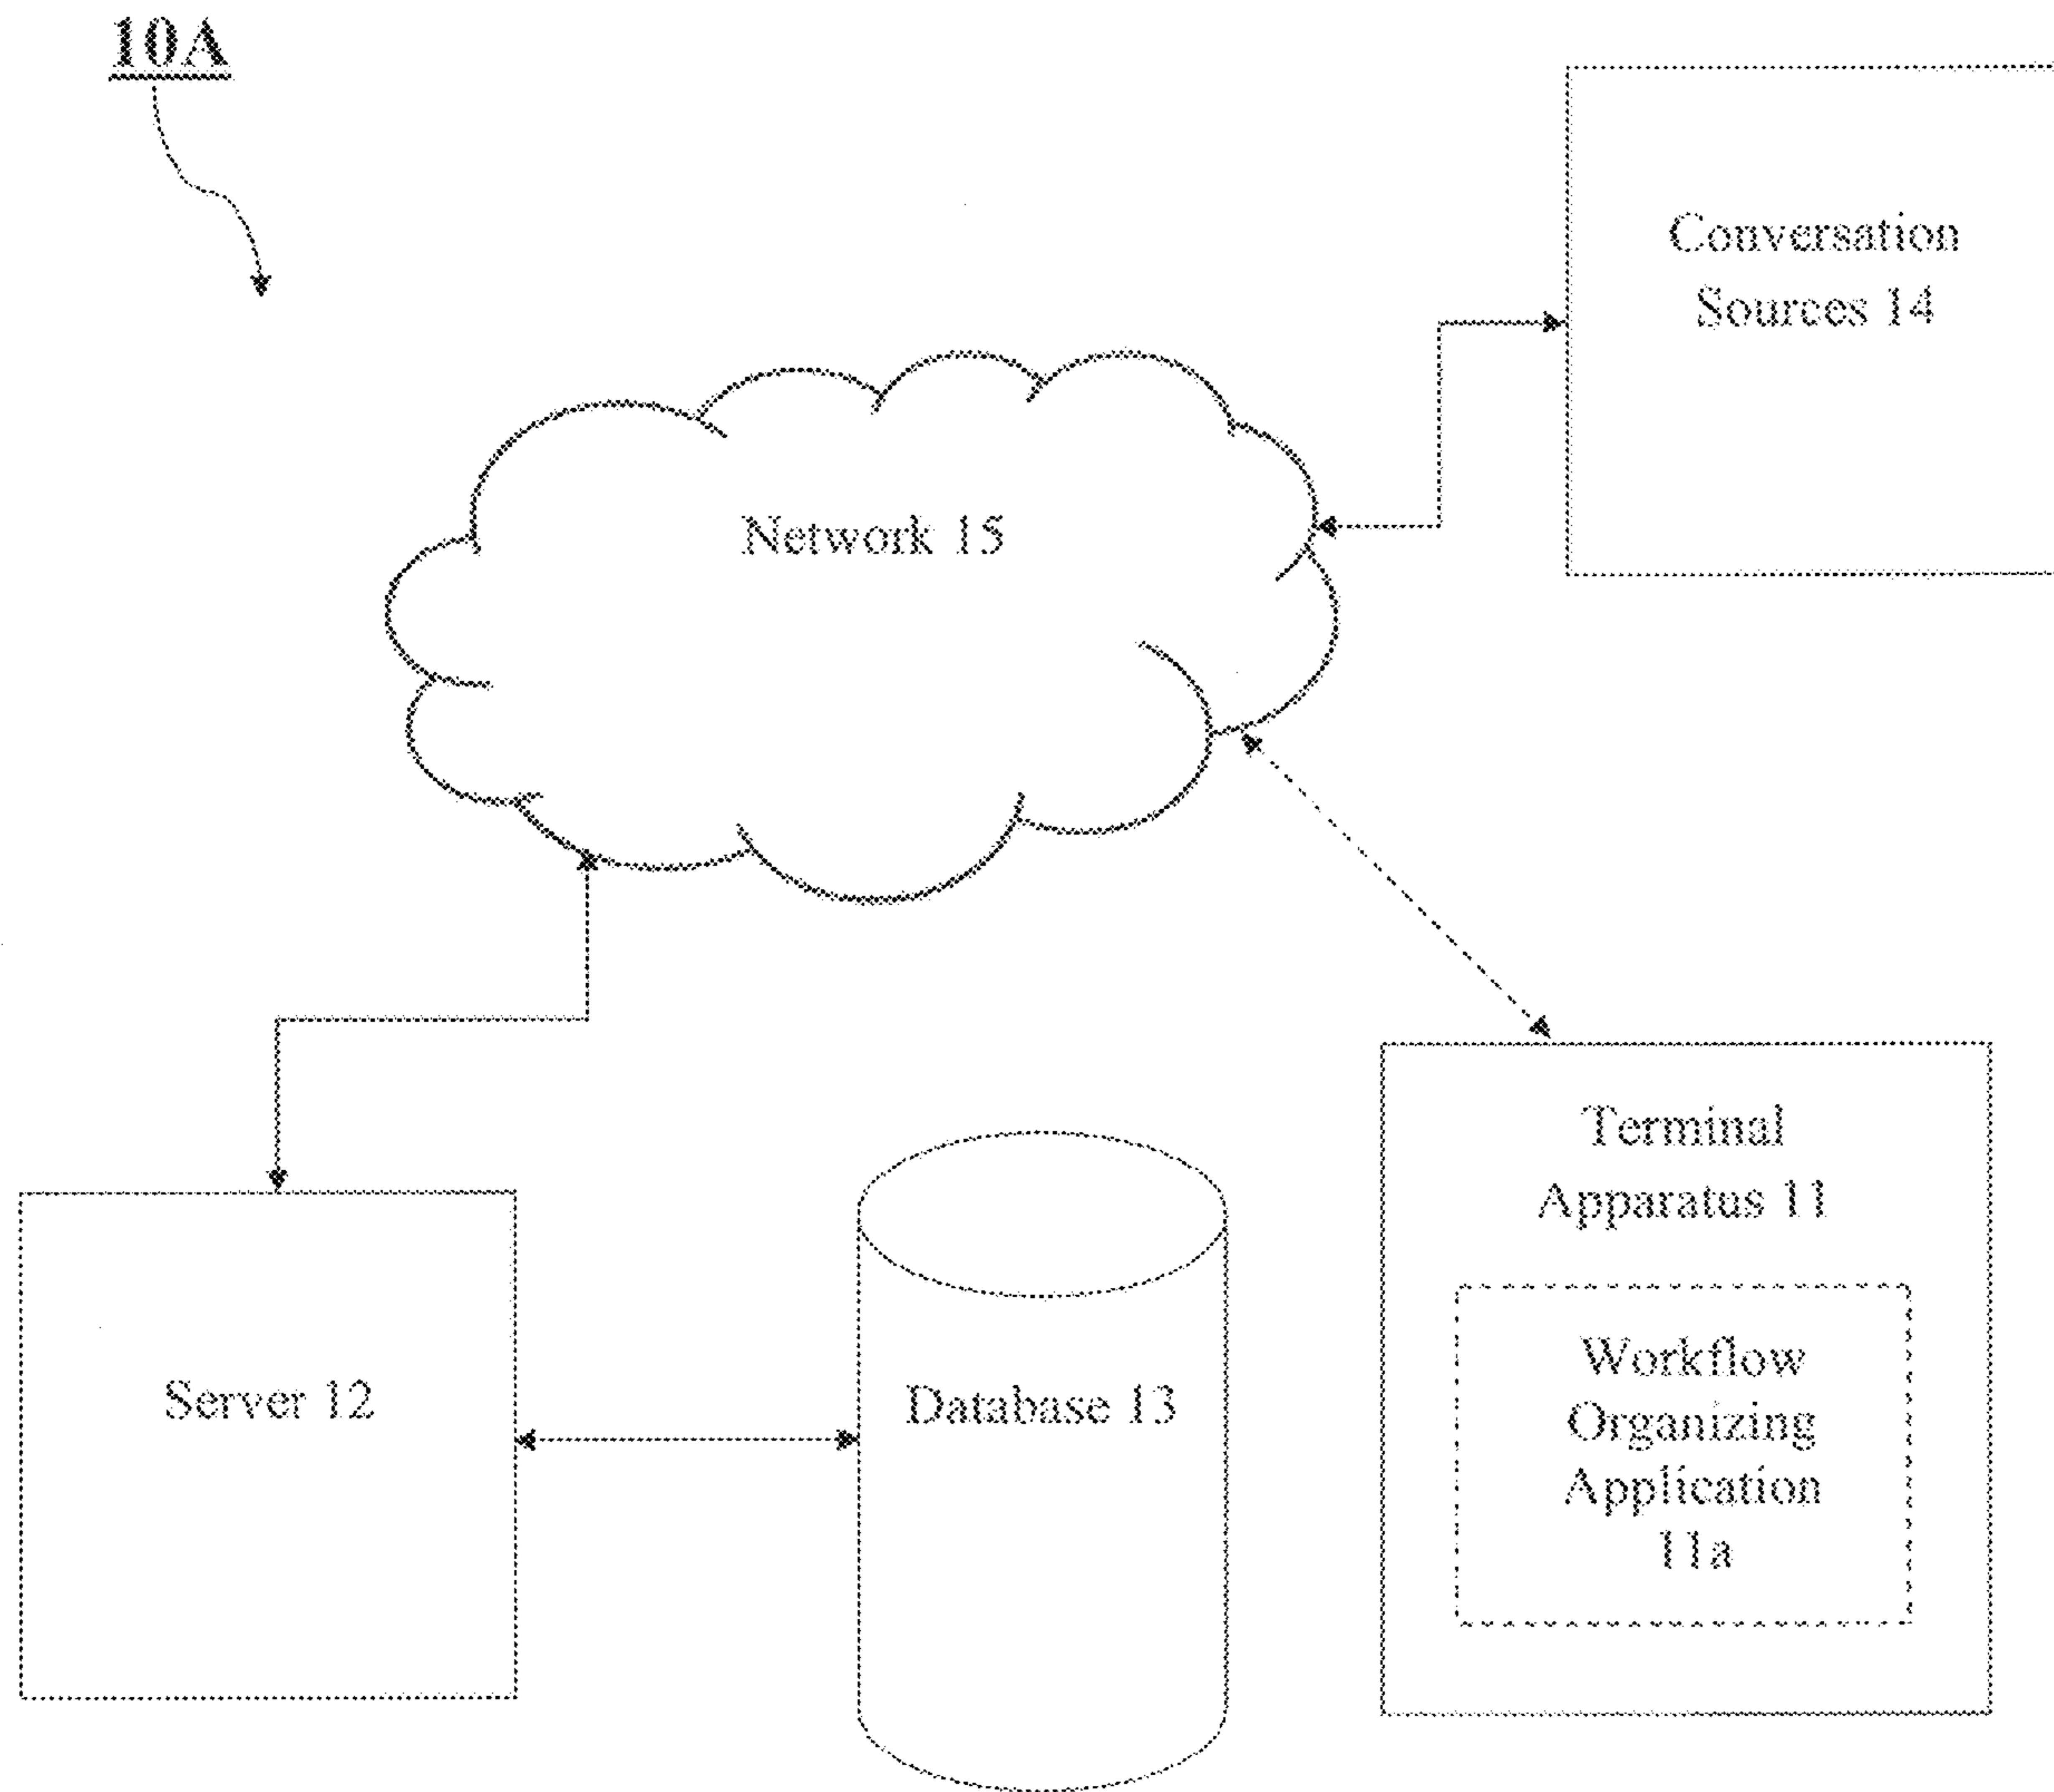 10A
Conversation
Sources 14
Network 15
Terminal
Apparatus 11
Workflow
Organizing
Application
11a
Server 12
Database 13